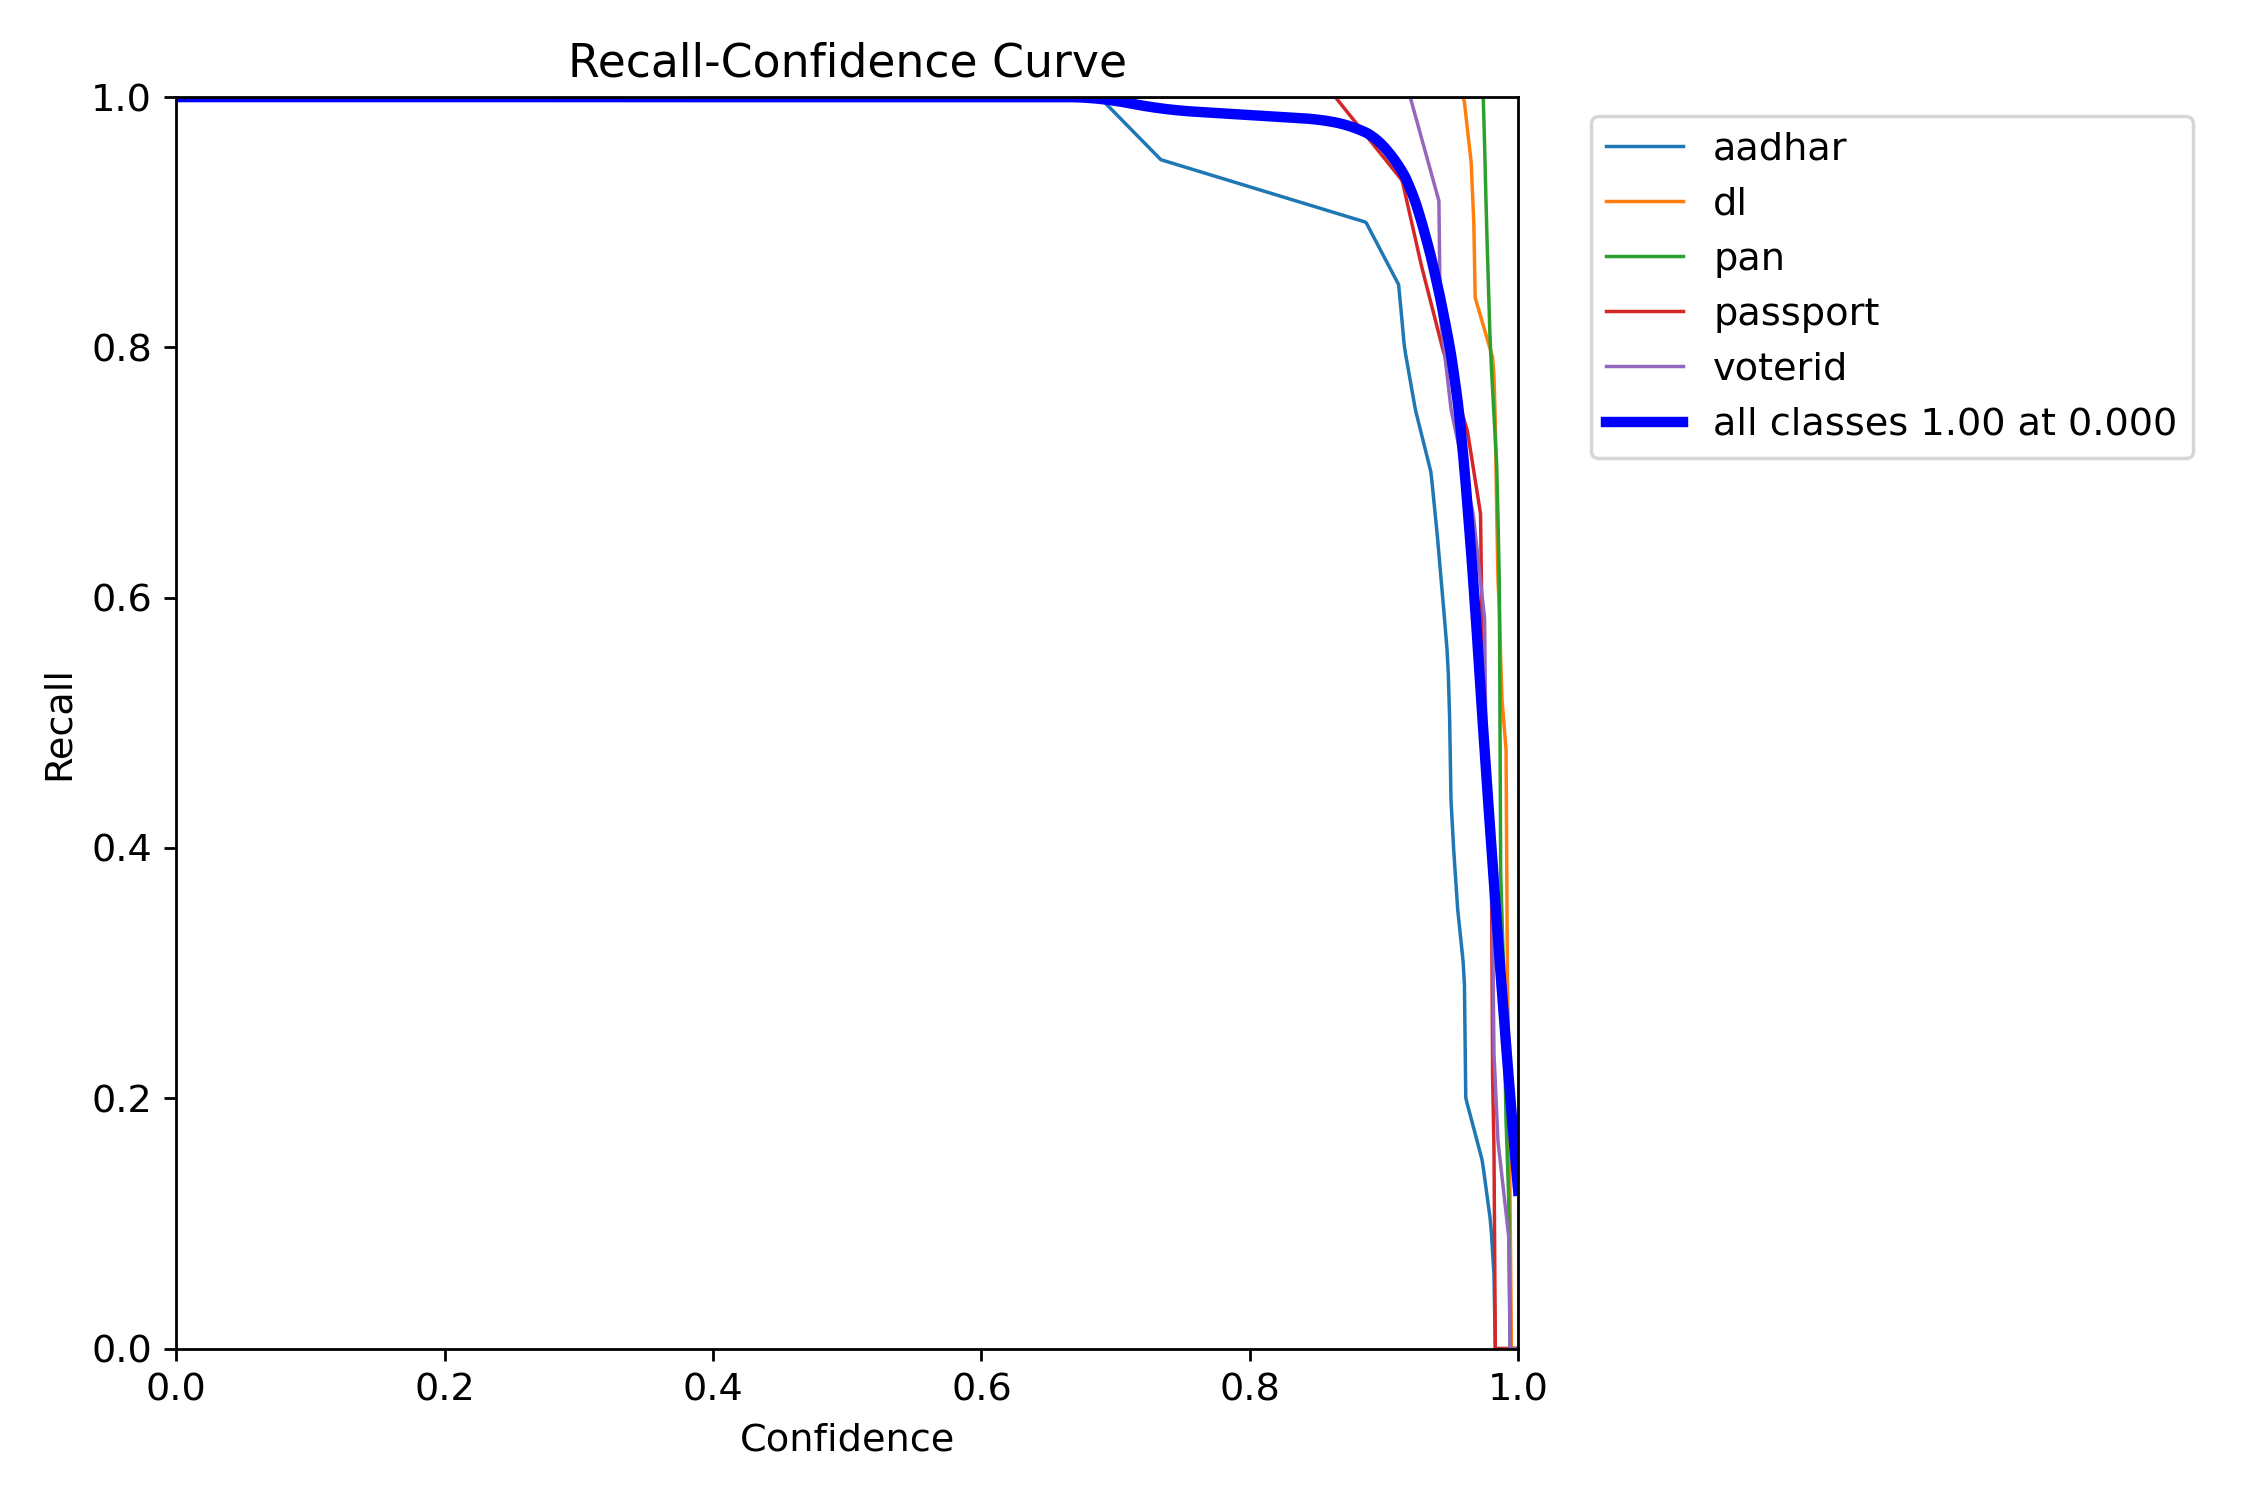 Recall-Confidence Curve
1.0
0.8
0.6
0.4
0.2
0.0
Recall
0.0 0.2 0.4 0.6 0.8 1.0
Confidence
aadhar
dl
pan
passport
voterid
all classes 1.00 at 0.000